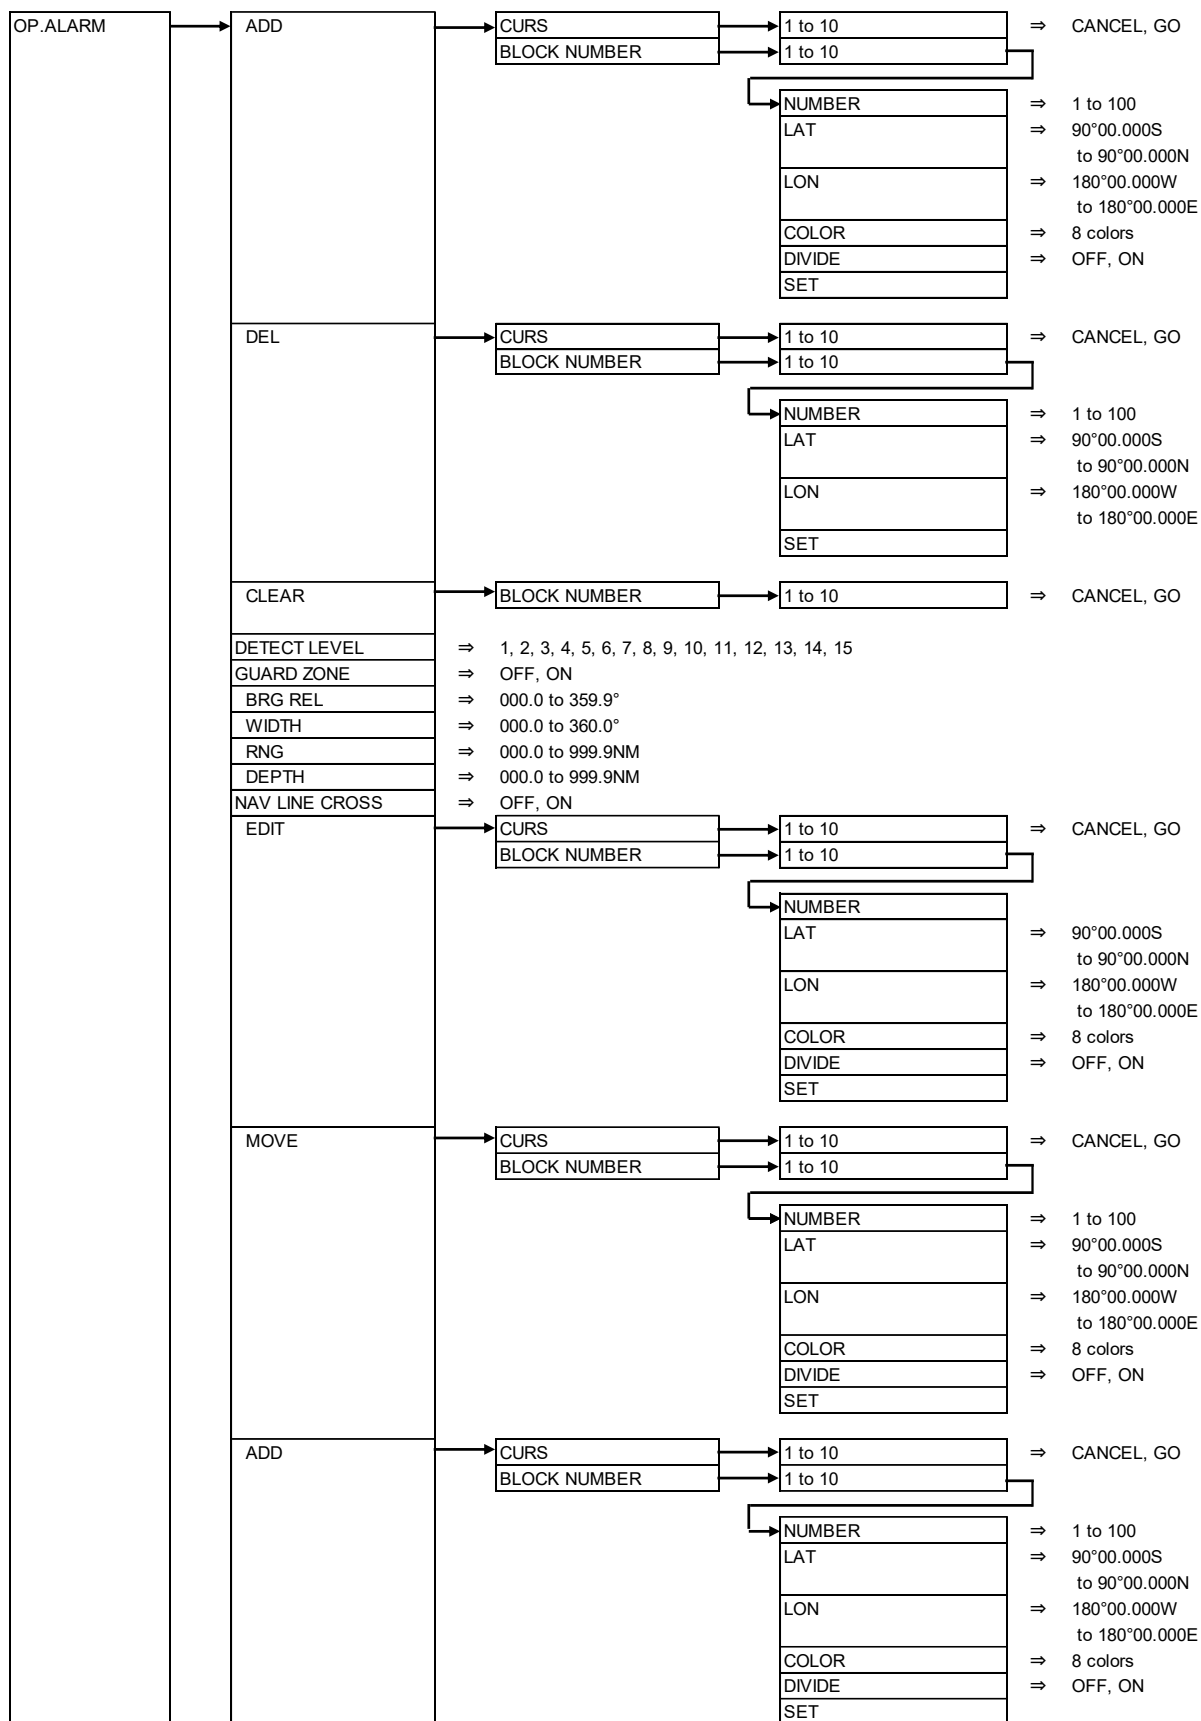 OP.ALARM ADD CURS 1 to 10 ⇒ CANCEL, GO
BLOCK NUMBER 1 to 10
NUMBER ⇒ 1 to 100
LAT ⇒ 90°00.000S
to 90°00.000N
LON ⇒ 180°00.000W
to 180°00.000E
COLOR ⇒ 8 colors
DIVIDE ⇒ OFF, ON
SET
DEL CURS 1 to 10 ⇒ CANCEL, GO
BLOCK NUMBER 1 to 10
NUMBER ⇒ 1 to 100
LAT ⇒ 90°00.000S
to 90°00.000N
LON ⇒ 180°00.000W
to 180°00.000E
SET
CLEAR BLOCK NUMBER 1 to 10 ⇒ CANCEL, GO
DETECT LEVEL ⇒ 1, 2, 3, 4, 5, 6, 7, 8, 9, 10, 11, 12, 13, 14, 15
GUARD ZONE ⇒ OFF, ON
BRG REL ⇒ 000.0 to 359.9°
WIDTH ⇒ 000.0 to 360.0°
RNG ⇒ 000.0 to 999.9NM
DEPTH ⇒ 000.0 to 999.9NM
NAV LINE CROSS ⇒ OFF, ON
EDIT CURS 1 to 10 ⇒ CANCEL, GO
BLOCK NUMBER 1 to 10
NUMBER
LAT ⇒ 90°00.000S
to 90°00.000N
LON ⇒ 180°00.000W
to 180°00.000E
COLOR ⇒ 8 colors
DIVIDE ⇒ OFF, ON
SET
MOVE CURS 1 to 10 ⇒ CANCEL, GO
BLOCK NUMBER 1 to 10
NUMBER ⇒ 1 to 100
LAT ⇒ 90°00.000S
to 90°00.000N
LON ⇒ 180°00.000W
to 180°00.000E
COLOR ⇒ 8 colors
DIVIDE ⇒ OFF, ON
SET
ADD CURS 1 to 10 ⇒ CANCEL, GO
BLOCK NUMBER 1 to 10
NUMBER ⇒ 1 to 100
LAT ⇒ 90°00.000S
to 90°00.000N
LON ⇒ 180°00.000W
to 180°00.000E
COLOR ⇒ 8 colors
DIVIDE ⇒ OFF, ON
SET